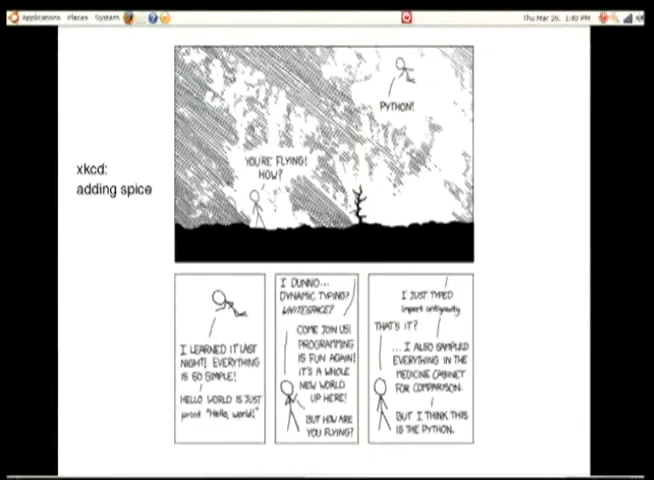 Applications Places System
Thu Mar 20, 1:40 PM
xkcd:
adding spice
PYTHON!
YOU'RE FLYING!
HOW?
I LEARNED IT LAST
NIGHT! EVERYTHING
IS SO SIMPLE!
HELLO WORLD IS JUST
print "Hello, world!"
I DUNNO...
DYNAMIC TYPING?
WHITESPACE?
COME JOIN US!
PROGRAMMING
IS FUN AGAIN!
IT'S A WHOLE
NEW WORLD
UP HERE!
BUT HOW ARE
YOU FLYING?
I JUST TYPED
import antigravity
THAT'S IT?
... I ALSO SAMPLED
EVERYTHING IN THE
MEDICINE CABINET
FOR COMPARISON.
BUT I THINK THIS
IS THE PYTHON.